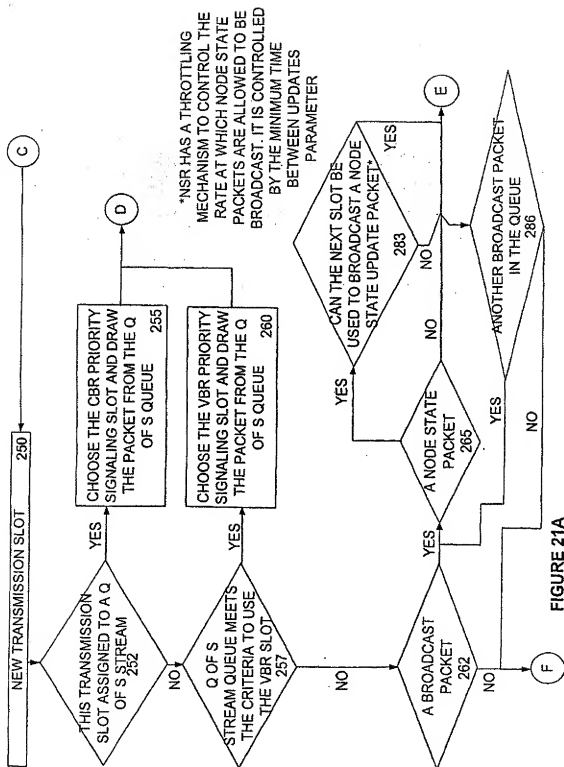 C
NEW TRANSMISSION SLOT
250
THIS TRANSMISSION
SLOT ASSIGNED TO A Q
OF S STREAM
252
YES
CHOOSE THE CBR PRIORITY
SIGNALING SLOT AND DRAW
THE PACKET FROM THE Q
OF S QUEUE
255
D
NO
Q OF S
STREAM QUEUE MEETS
THE CRITERIA TO USE
THE VBR SLOT
257
YES
CHOOSE THE VBR PRIORITY
SIGNALING SLOT AND DRAW
THE PACKET FROM THE Q
OF S QUEUE
260
*NSR HAS A THROTTLING
MECHANISM TO CONTROL THE
RATE AT WHICH NODE STATE
PACKETS ARE ALLOWED TO BE
BROADCAST. IT IS CONTROLLED
BY THE MINIMUM TIME
BETWEEN UPDATES
PARAMETER
NO
A BROADCAST
PACKET
262
YES
A NODE STATE
PACKET
265
YES
CAN THE NEXT SLOT BE
USED TO BROADCAST A NODE
STATE UPDATE PACKET*
283
YES
E
NO
NO
ANOTHER BROADCAST PACKET
IN THE QUEUE
286
YES
NO
NO
F
FIGURE 21A